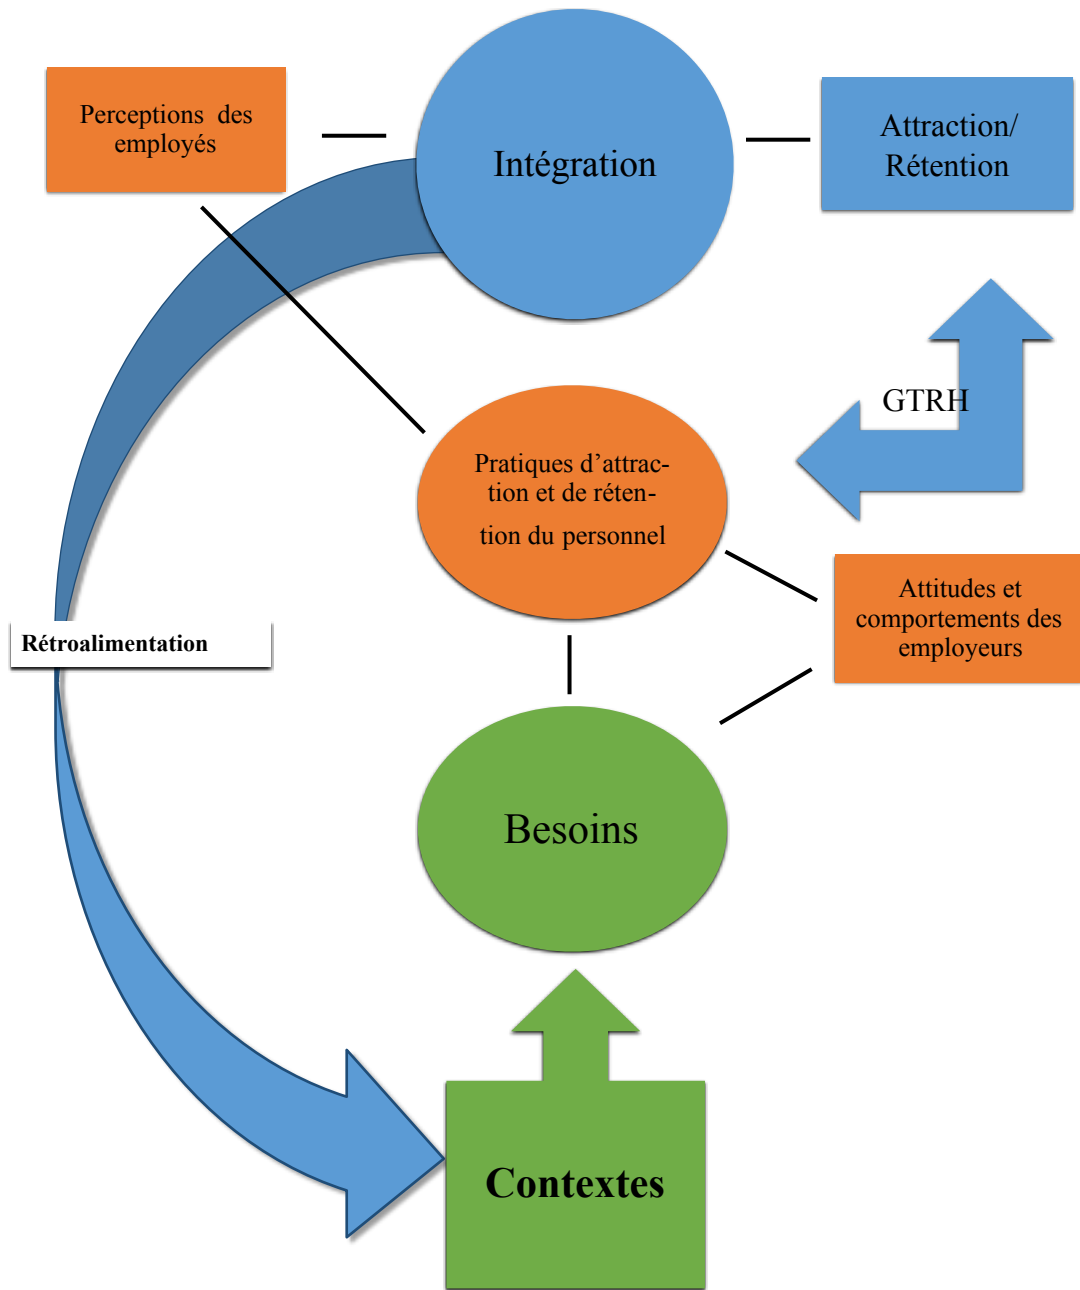 Perceptions des
employés
Intégration
Attraction/
Rétention
GTRH
Pratiques d’attrac-
tion et de réten-
tion du personnel
Attitudes et
comportements des
employeurs
Rétroalimentation
Besoins
Contextes